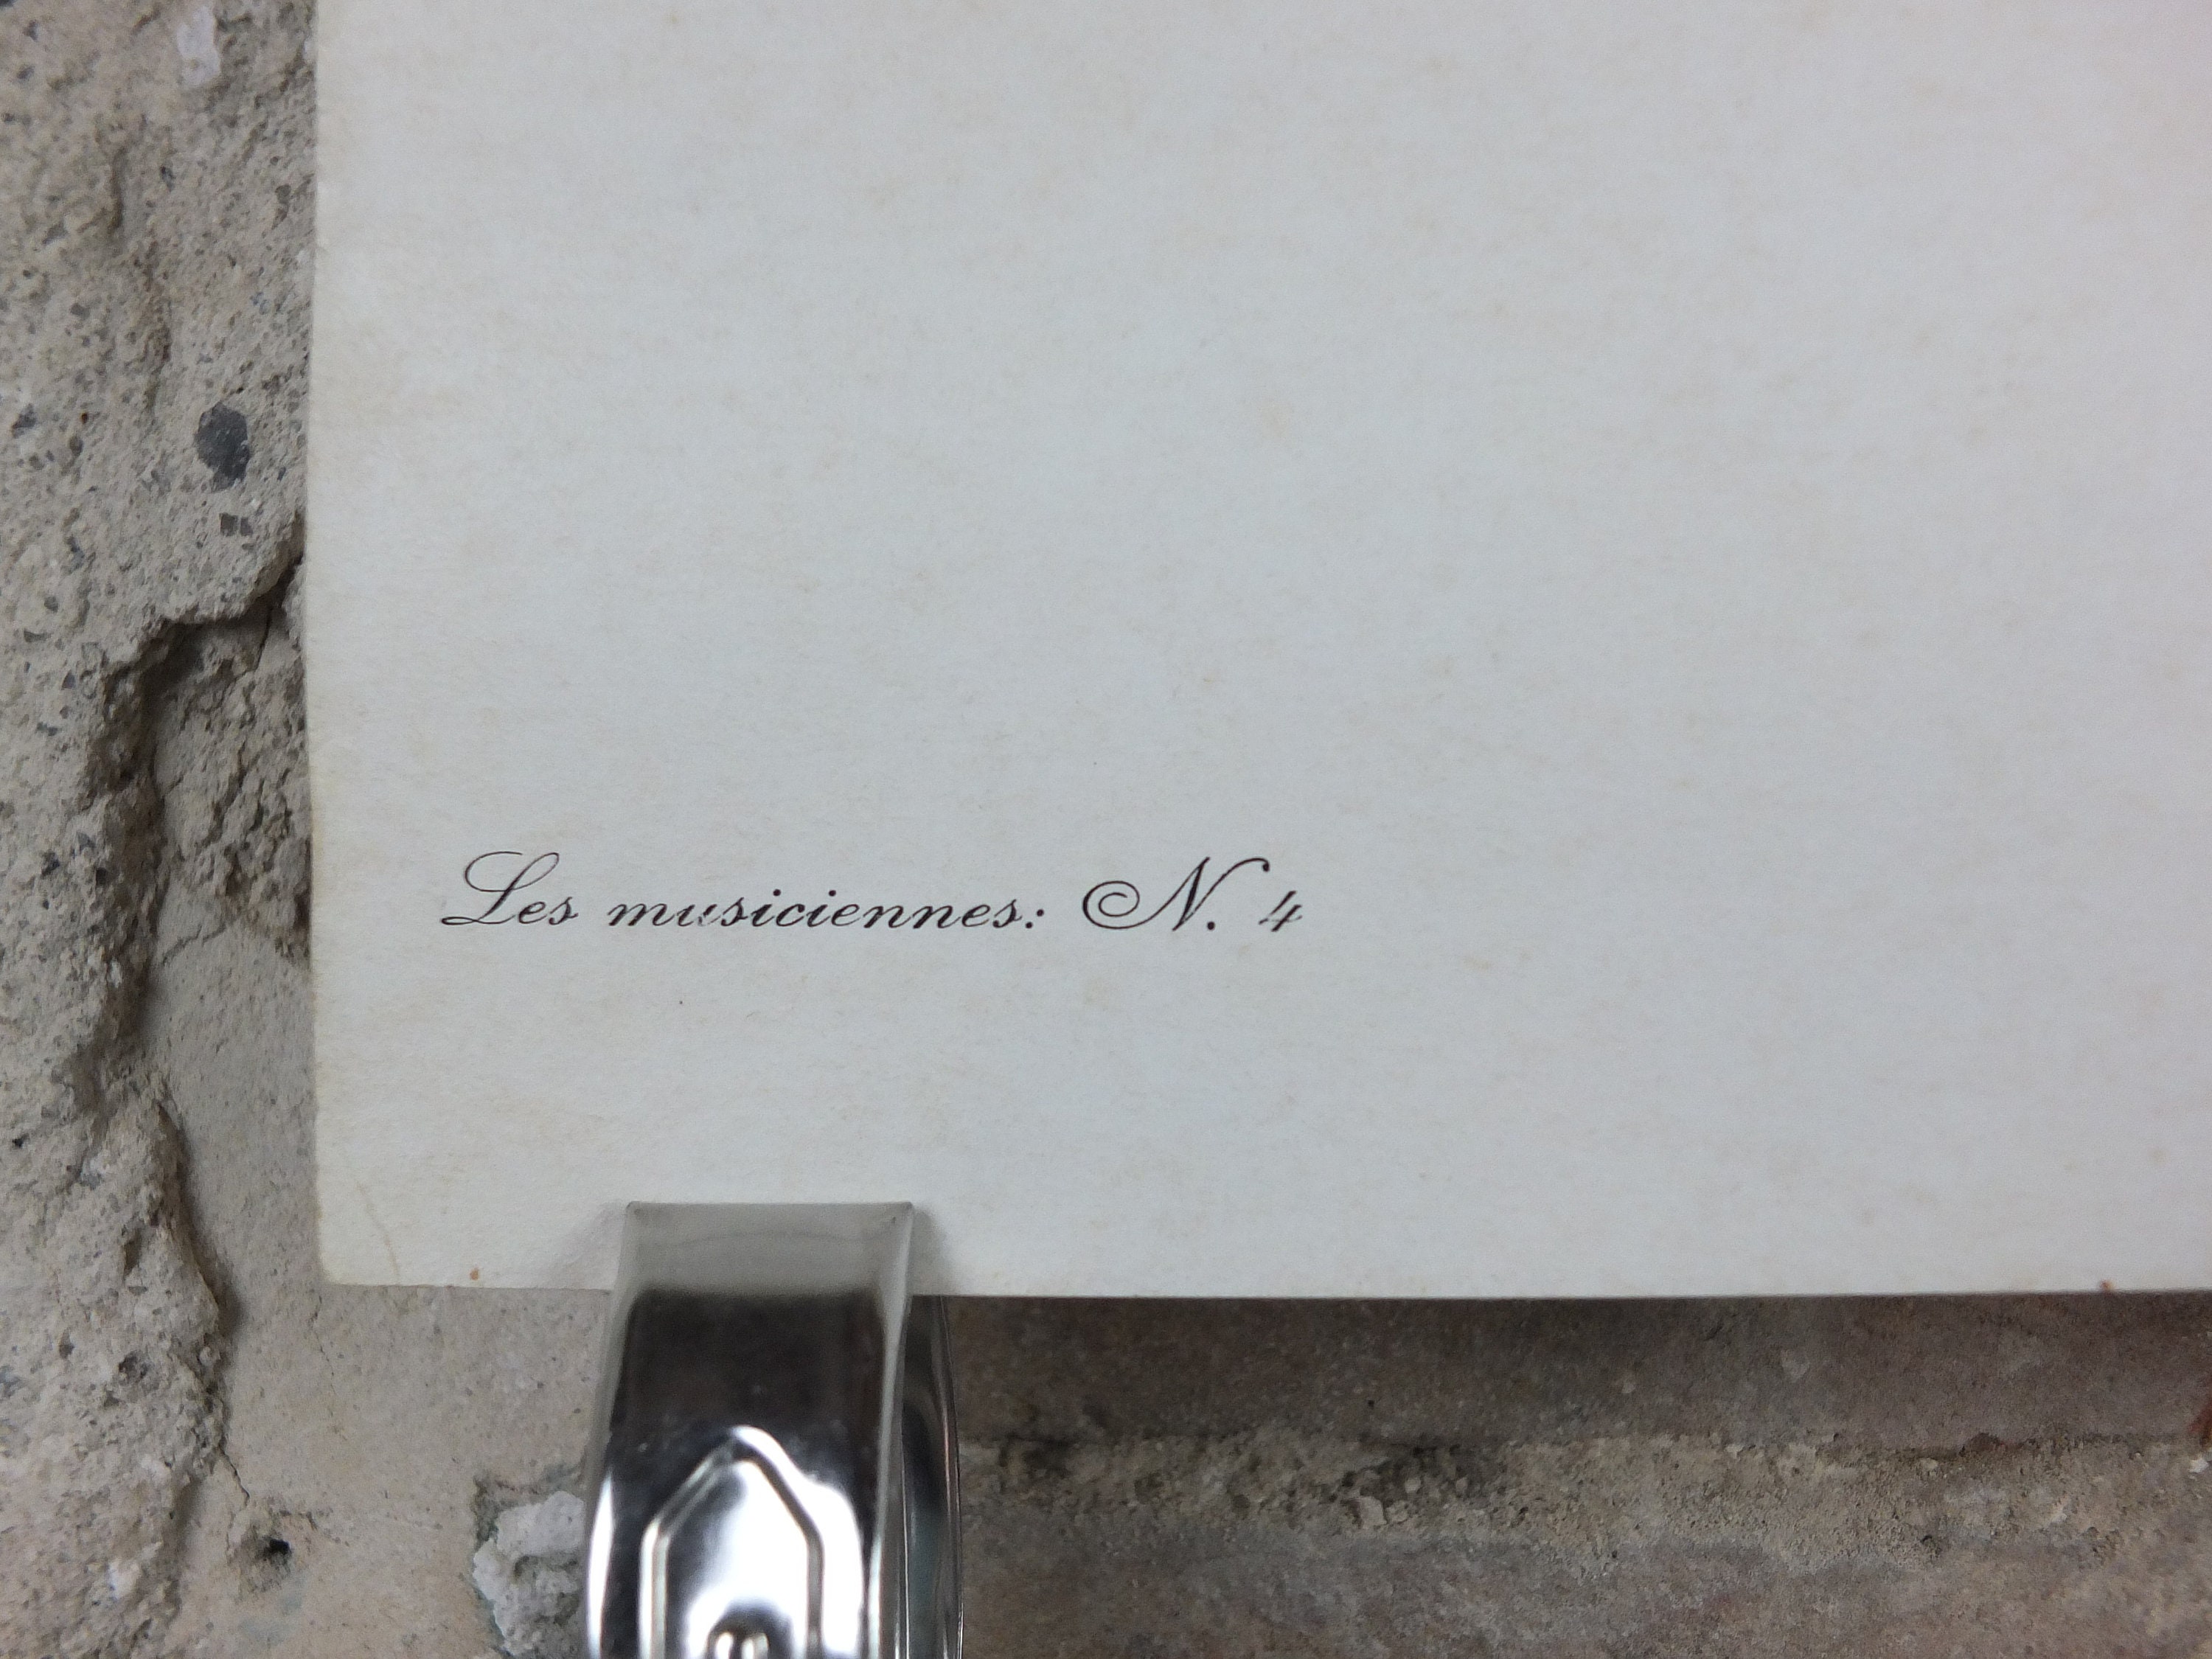 Les musiciennes: N. 4